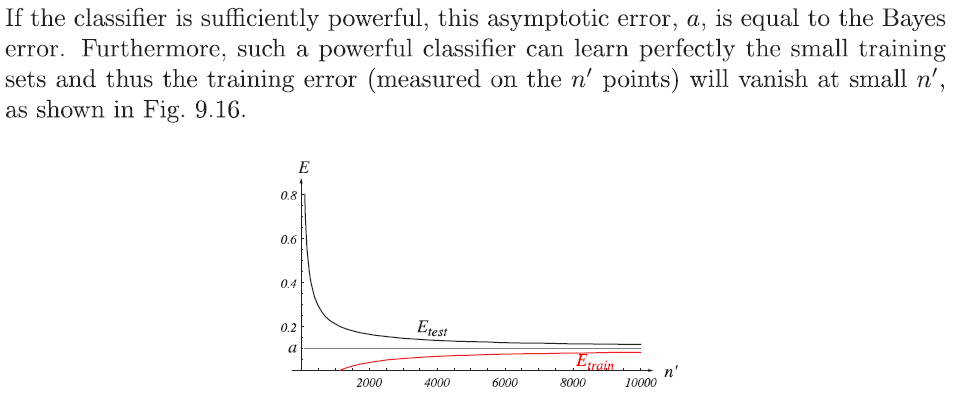 If the classifier is sufficiently powerful, this asymptotic error, a, is equal to the Bayes
error. Furthermore, such a powerful classifier can learn perfectly the small training
sets and thus the training error (measured on the n′ points) will vanish at small n′,
as shown in Fig. 9.16.
E
0.8
0.6
0.4
0.2
a
Etest
Etrain
n'
2000 4000 6000 8000 10000